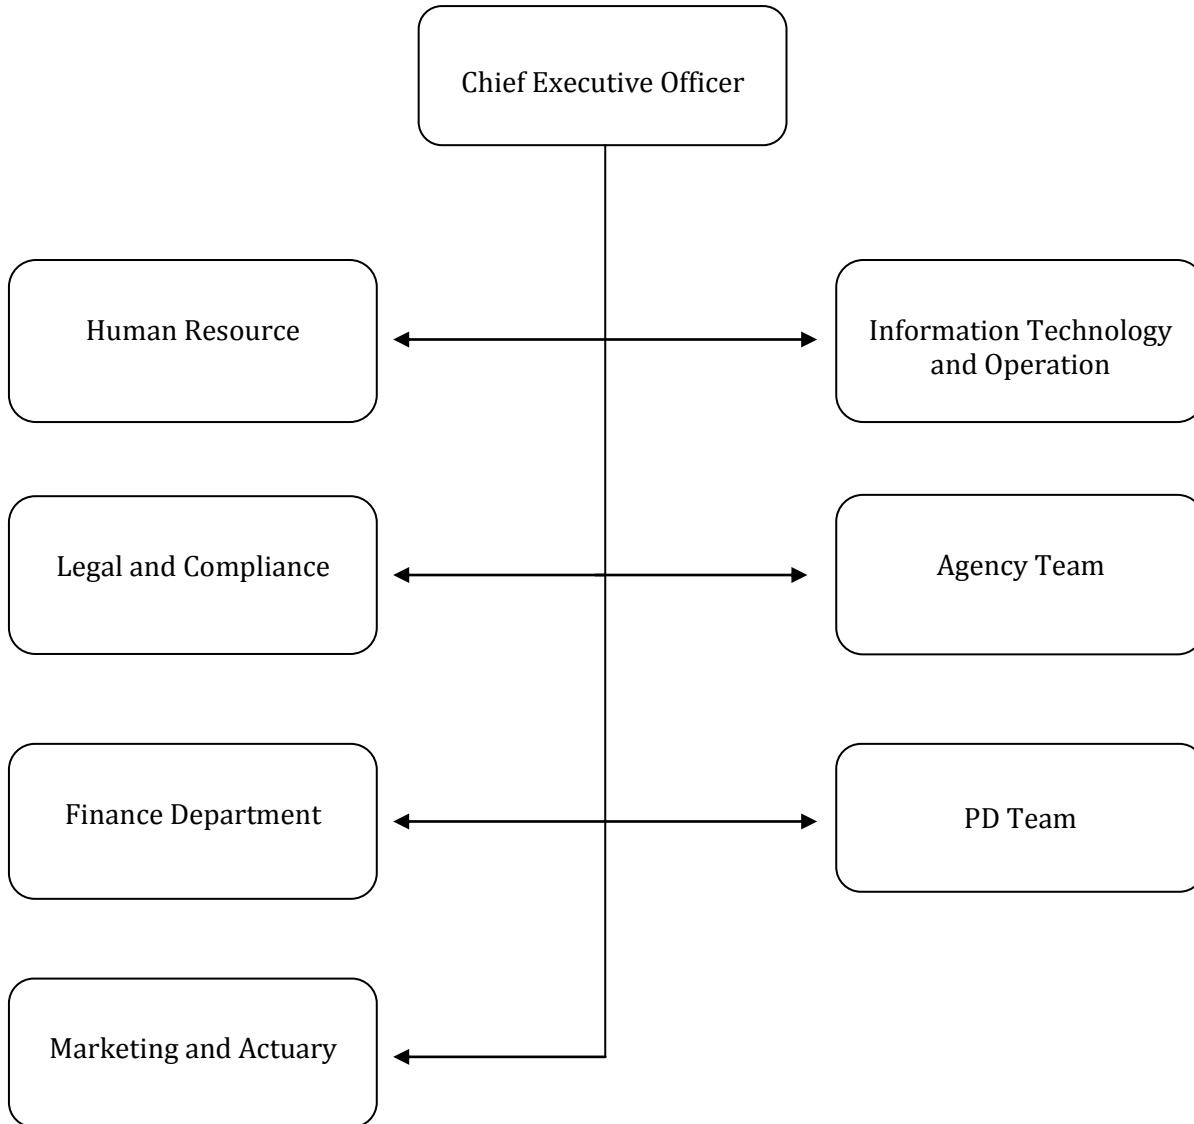 Chief Executive Officer
Human Resource
Information Technology
and Operation
Legal and Compliance
Agency Team
Finance Department
PD Team
Marketing and Actuary